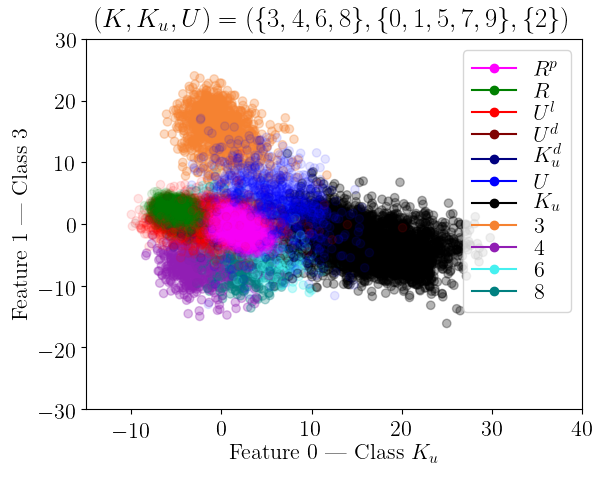 (K, K_u, U) = ({3, 4, 6, 8}, {0, 1, 5, 7, 9}, {2})
30
20
10
0
−10
−20
−30
Feature 1 — Class 3
R^p
R
U^l
U^d
K_u^d
U
K_u
3
4
6
8
−10 0 10 20 30 40
Feature 0 — Class K_u